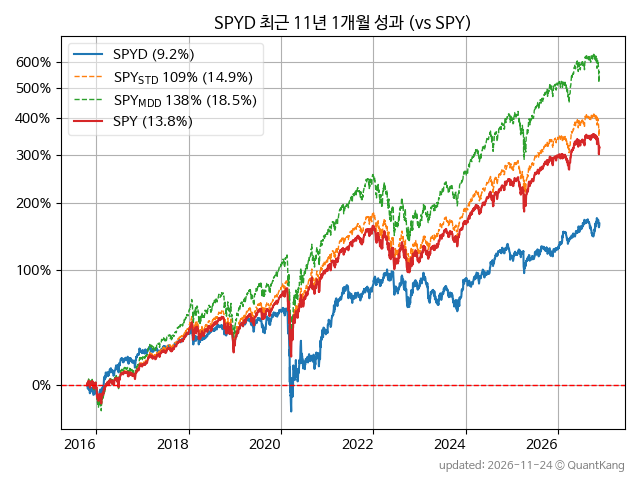 SPYD 최근 11년 1개월 성과 (vs SPY)
SPYD (9.2%)
SPY_STD 109% (14.9%)
SPY_MDD 138% (18.5%)
SPY (13.8%)
600%
500%
400%
300%
200%
100%
0%
2016 2018 2020 2022 2024 2026
updated: 2026-11-24 © QuantKang